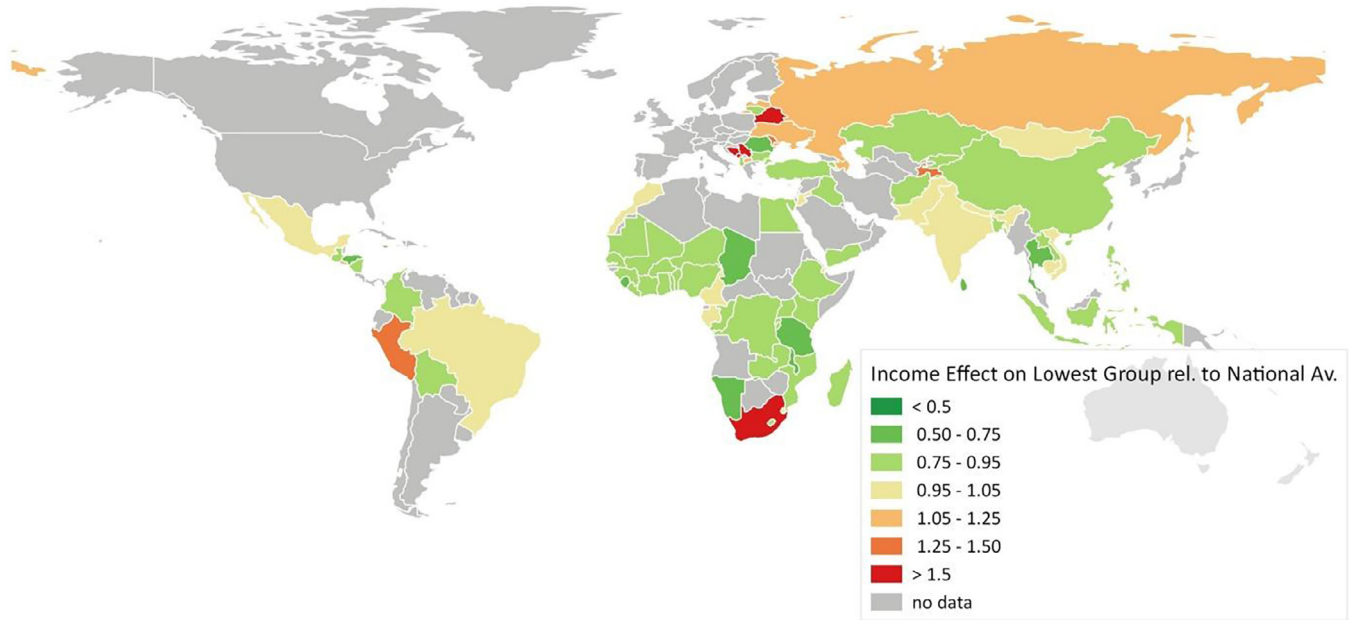 Income Effect on Lowest Group rel. to National Av.
< 0.5
0.50 - 0.75
0.75 - 0.95
0.95 - 1.05
1.05 - 1.25
1.25 - 1.50
> 1.5
no data